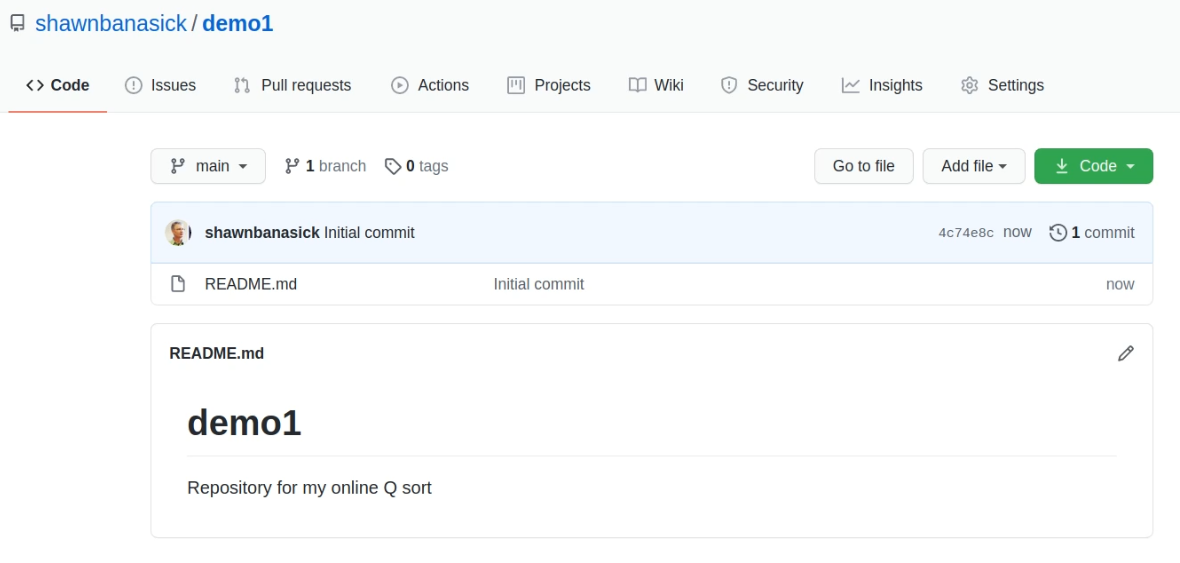 shawnbanasick / demo1
Code Issues Pull requests Actions Projects Wiki Security Insights Settings
main 1 branch 0 tags Go to file Add file Code
shawnbanasick Initial commit 4c74e8c now 1 commit
README.md Initial commit now
README.md
demo1
Repository for my online Q sort